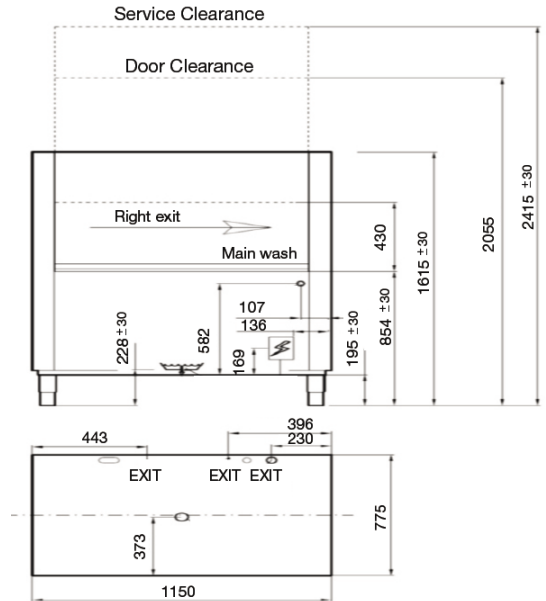 Service Clearance
Door Clearance
Right exit
Main wash
430
2415 ±30
2055
1615 ±30
854 ±30
195 ±30
107
136
582
169
228±30
396
443
230
EXIT
EXIT
EXIT
775
373
1150